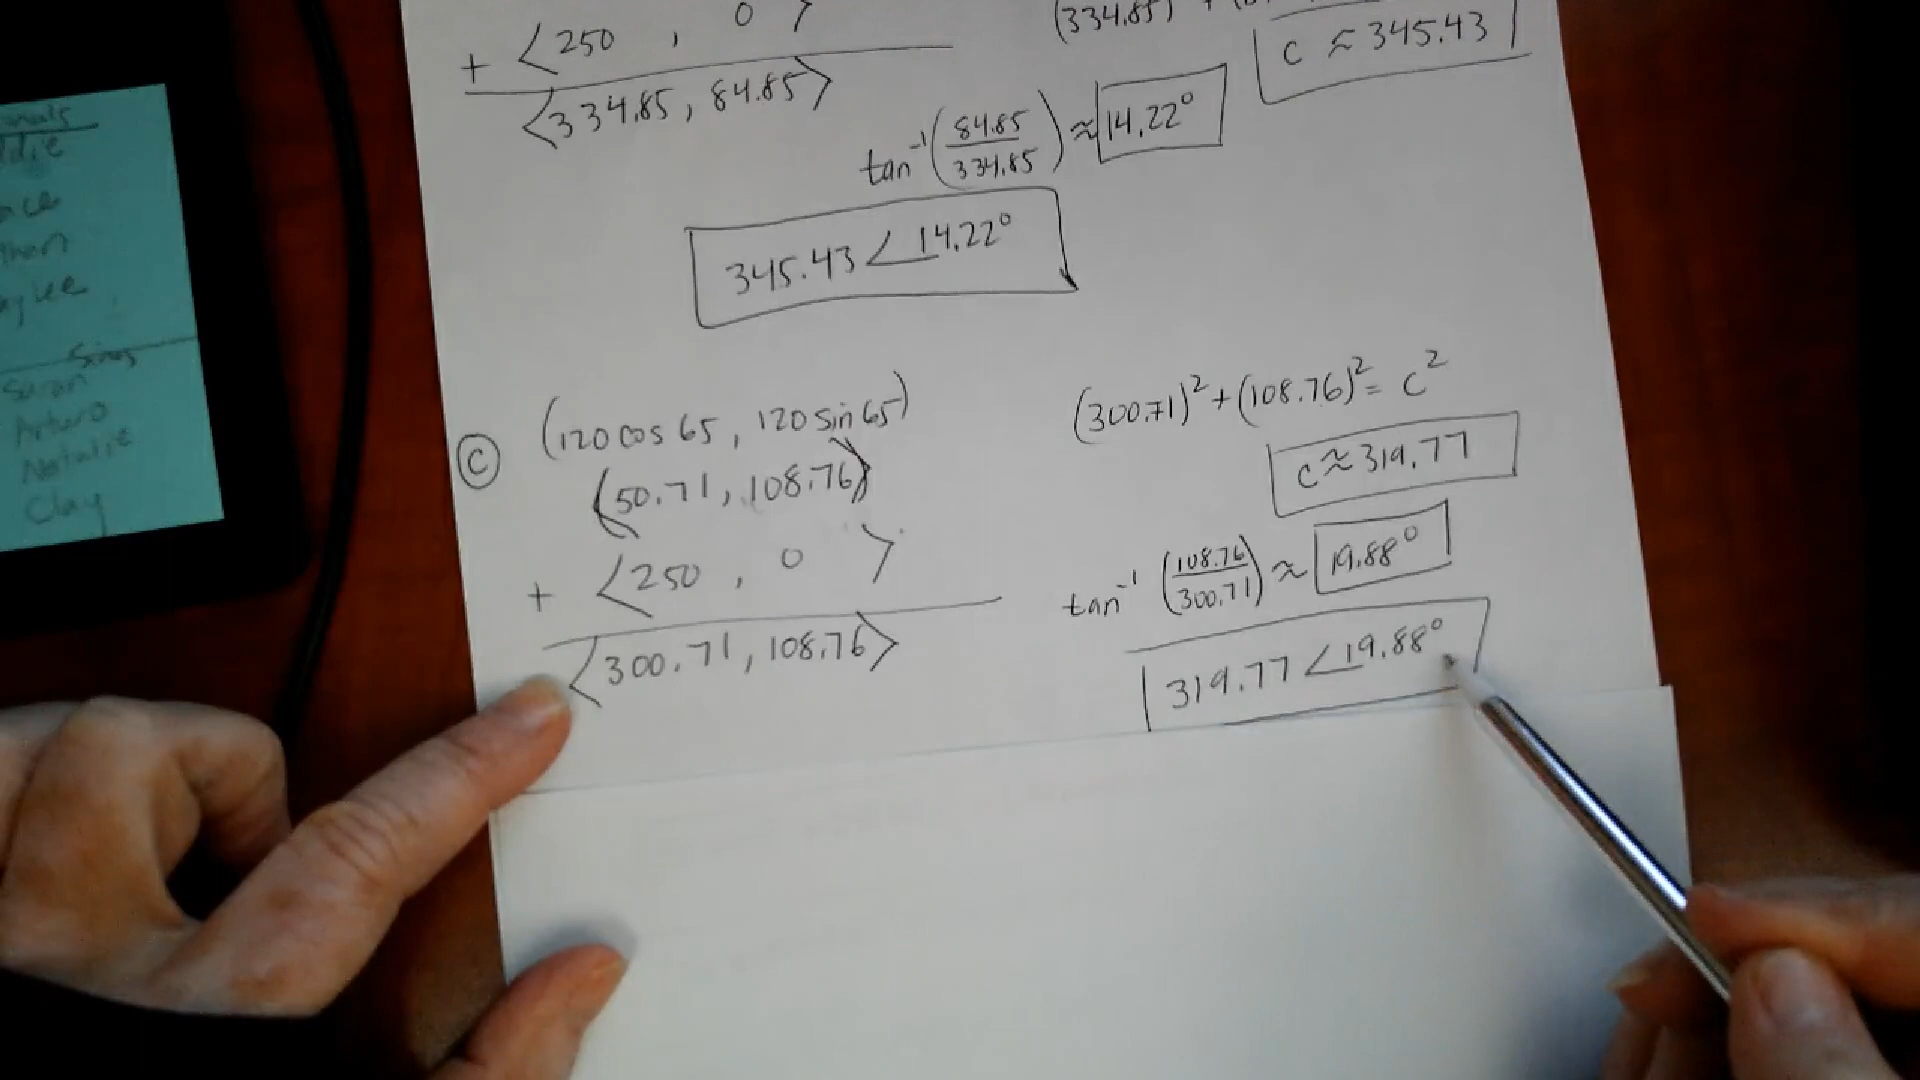 + <250 , 0 >
<334.85, 84.85>
(334.85)
c ≈ 345.43
tan⁻¹(84.85/334.85) ≈ 14.22°
345.43 ∠14.22°
Ⓒ (120 cos 65, 120 sin 65)
<50.71, 108.76>
+ <250 , 0 >
<300.71, 108.76>
(300.71)² + (108.76)² = c²
c ≈ 319.77
tan⁻¹ (108.76/300.71) ≈ 19.88°
319.77 ∠19.88°
Sines
Saran
Arturo
Natalie
Clay